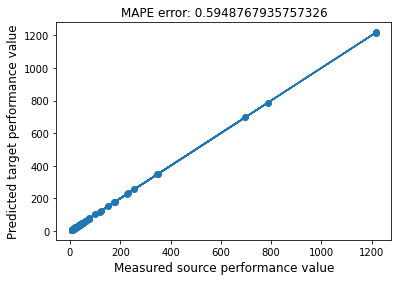 MAPE error: 0.5948767935757326
Predicted target performance value
1200
1000
800
600
400
200
0
0 200 400 600 800 1000 1200
Measured source performance value